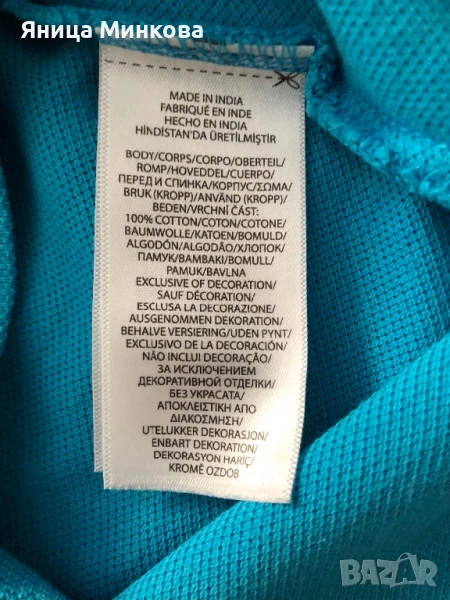 Яница Минкова
MADE IN INDIA
FABRIQUÉ EN INDE
HECHO EN INDIA
HİNDİSTAN'DA ÜRETİLMİŞTİR
BODY/CORPS/CORPO/OBERTEIL/
ROMP/HOVEDDEL/CUERPO/
ПЕРЕД И СПИНКА/КОРПУС/ΣΩΜΑ/
BRUK (KROPP)/ANVÄND (KROPP)/
BEDEN/VRCHNÍ ČÁST:
100% COTTON/COTON/COTONE/
BAUMWOLLE/KATOEN/BOMULD/
ALGODÓN/ALGODÃO/ХЛОПОК/
ПАМУК/ΒΑΜΒΑΚΙ/BOMULL/
PAMUK/BAVLNA
EXCLUSIVE OF DECORATION/
SAUF DÉCORATION/
ESCLUSA LA DECORAZIONE/
AUSGENOMMEN DEKORATION/
BEHALVE VERSIERING/UDEN PYNT/
EXCLUSIVO DE LA DECORACIÓN/
NÃO INCLUI DECORAÇÃO/
ЗА ИСКЛЮЧЕНИЕМ
ДЕКОРАТИВНОЙ ОТДЕЛКИ/
БЕЗ УКРАСАТА/
ΑΠΟΚΛΕΙΣΤΙΚΗ ΑΠΟ
ΔΙΑΚΟΣΜΗΣΗ/
UTELUKKER DEKORASJON/
ENBART DEKORATION/
DEKORASYON HARİÇ/
KROMĚ OZDOB
BAZAR